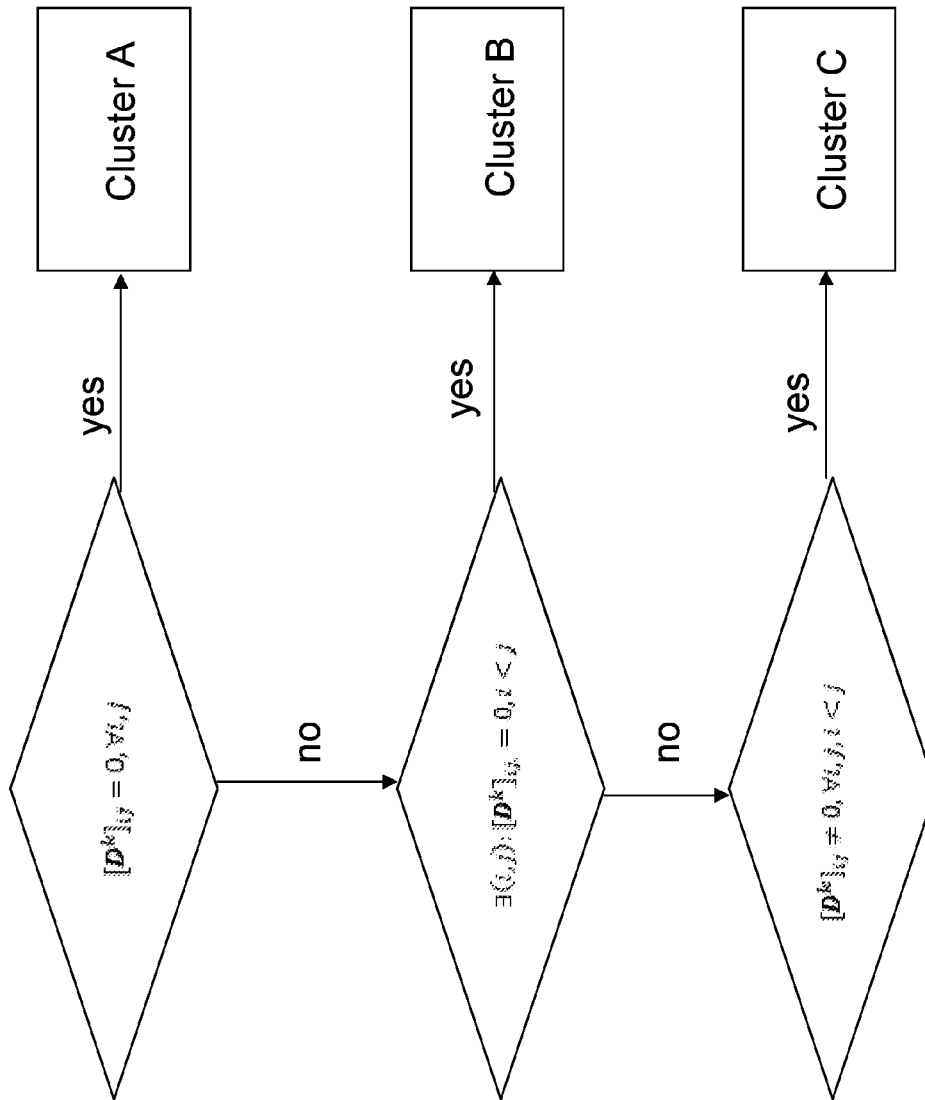 [D^k]_{ij} = 0, ∀i, j
yes
Cluster A
no
∃(i, j): [D^k]_{ij} = 0, i < j
yes
Cluster B
no
[D^k]_{ij} ≠ 0, ∀i, j, i < j
yes
Cluster C